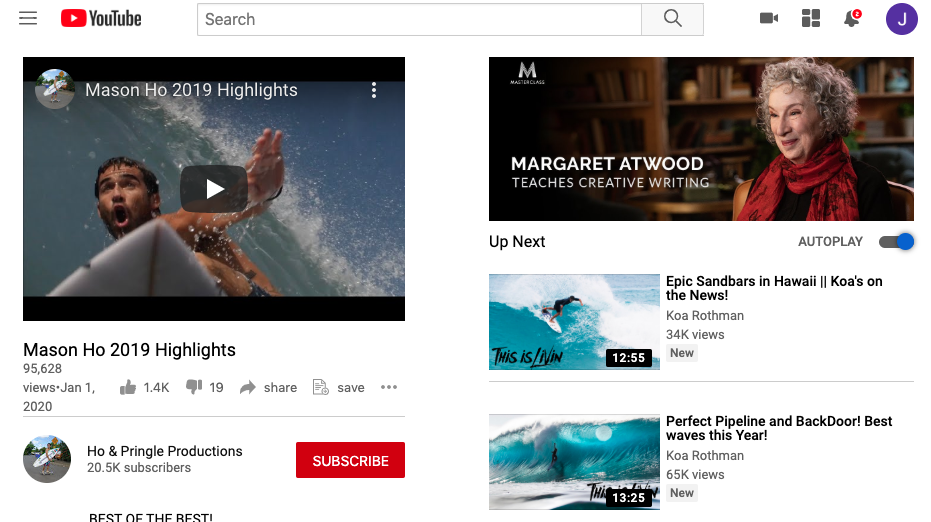 YouTube
Search
2
J
Mason Ho 2019 Highlights
Mason Ho 2019 Highlights
95,628
views•Jan 1,
2020
1.4K
19
share
save
Ho & Pringle Productions
20.5K subscribers
SUBSCRIBE
BEST OF THE BEST!
MASTERCLASS
MARGARET ATWOOD
TEACHES CREATIVE WRITING
Up Next
AUTOPLAY
This is Livin
12:55
Epic Sandbars in Hawaii || Koa's on
the News!
Koa Rothman
34K views
New
This is Livin
13:25
Perfect Pipeline and BackDoor! Best
waves this Year!
Koa Rothman
65K views
New